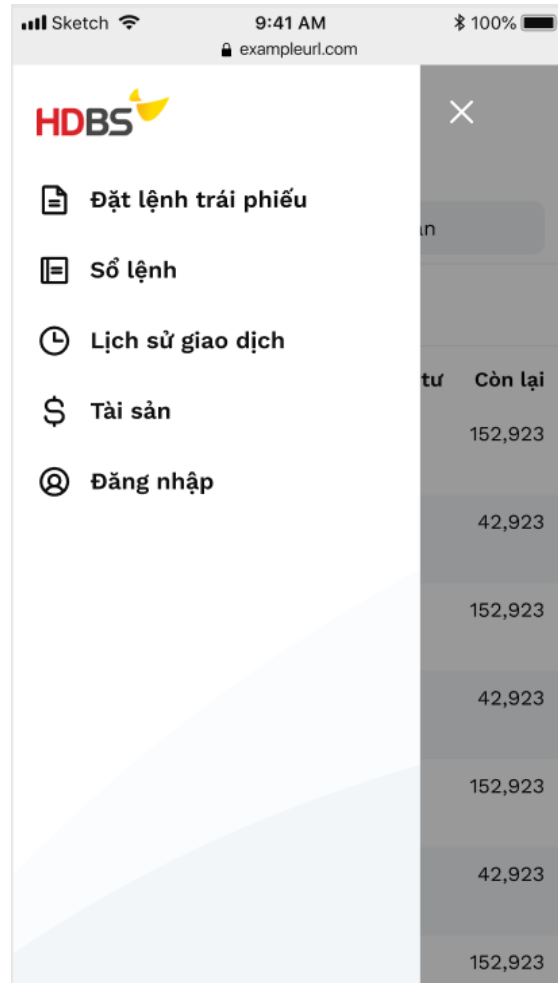 Sketch 9:41 AM 100%
exampleurl.com
HDBS
Đặt lệnh trái phiếu
Sổ lệnh
Lịch sử giao dịch
Tài sản
Đăng nhập
tư Còn lại
152,923
42,923
152,923
42,923
152,923
42,923
152,923